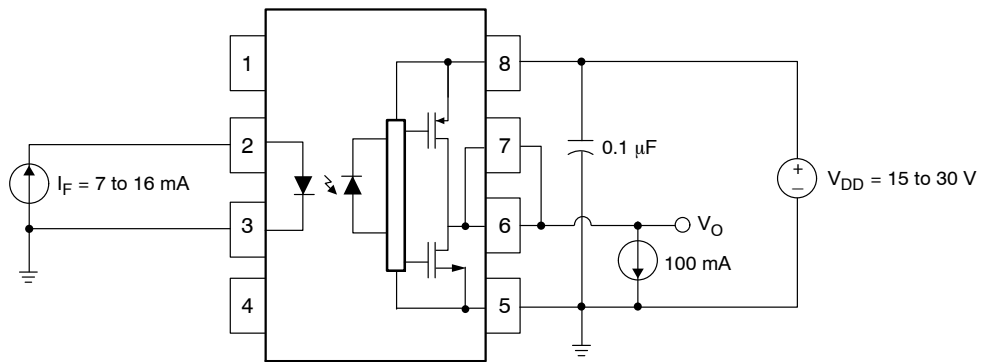 1
2
3
4
8
7
6
5
I_F = 7 to 16 mA
0.1 μF
+
–
V_DD = 15 to 30 V
V_O
100 mA